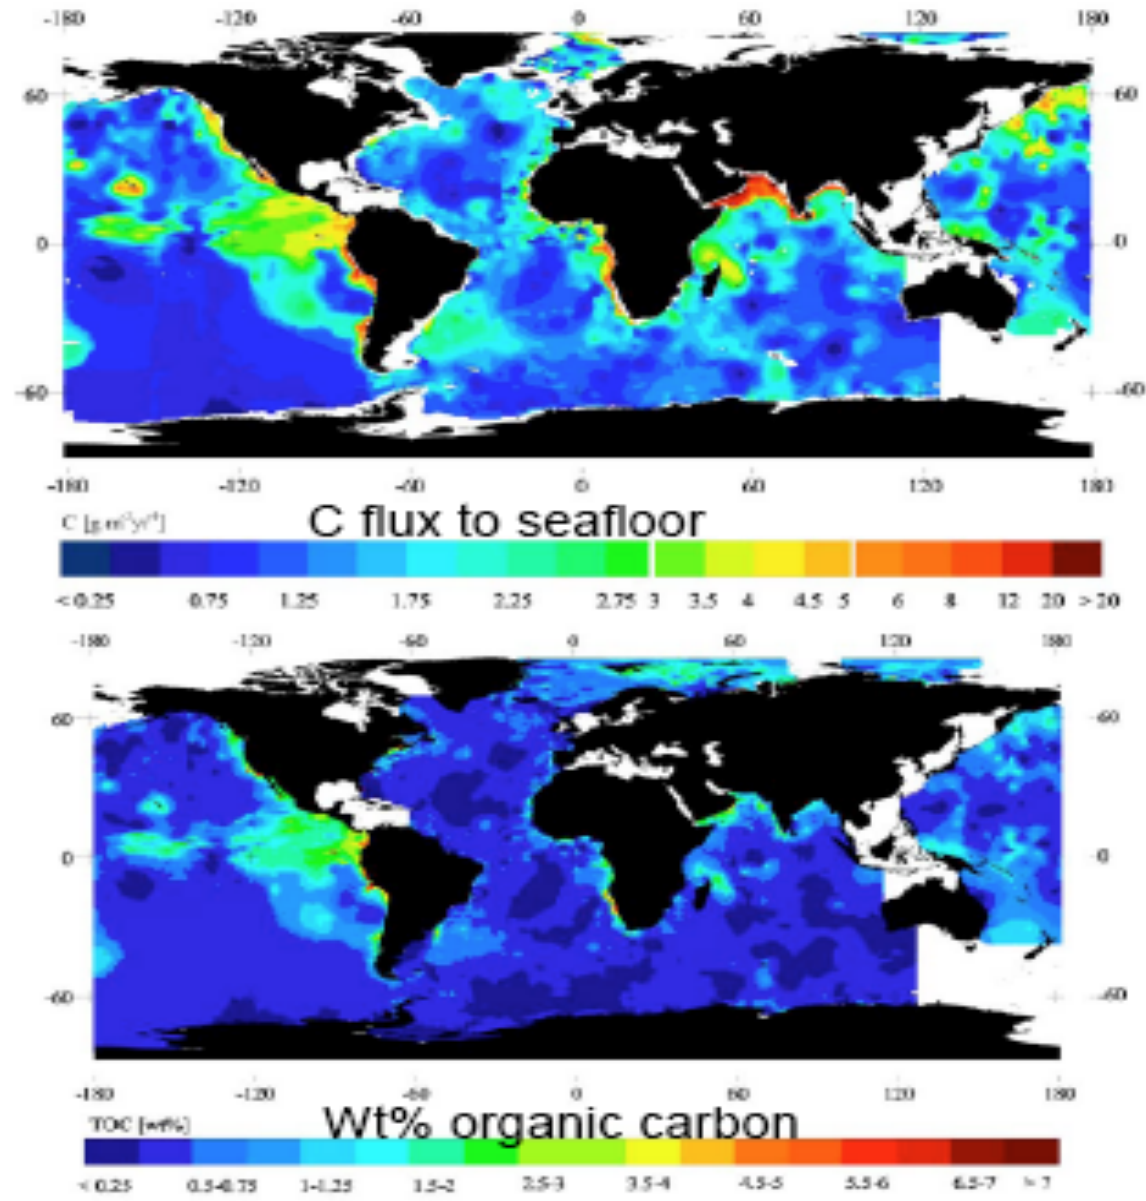 -180 -120 -60 0 60 120 180
60 60
0 0
-60 -60
-180 -120 -60 0 60 120 180
C flux to seafloor
C [g m⁻²yr⁻¹]
< 0.25 0.75 1.25 1.75 2.25 2.75 3 3.5 4 4.5 5 6 8 12 20 > 20
-180 -120 -60 0 60 120 180
60 -60
0 -0
-60 -60
-180 -120 -60 0 60 120 180
Wt% organic carbon
TOC [wt%]
< 0.25 0.5-0.75 1-1.25 1.5-2 2.5-3 3.5-4 4.5-5 5.5-6 6.5-7 > 7